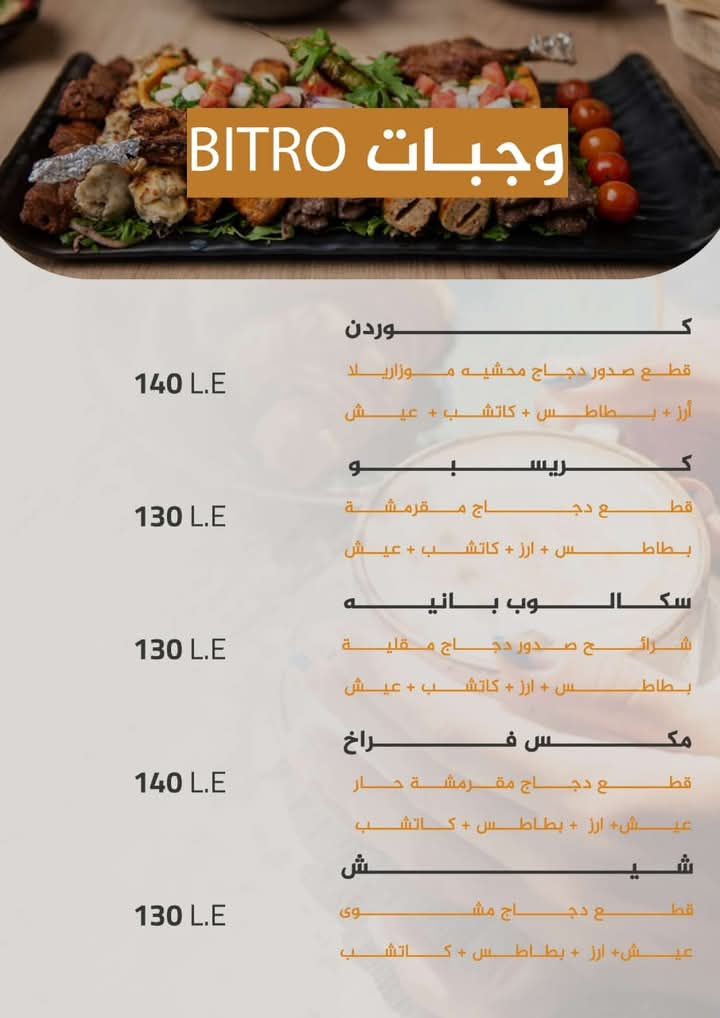 وجبات BITRO
كوردن
قطع صدور دجاج محشيه موزاريلا
140 L.E
أرز + بطاطس + كاتشب + عيش
كريسبو
قطع دجاج مقرمشة
130 L.E
بطاطس + ارز + كاتشب + عيش
سكالوب بانيه
شرائح صدور دجاج مقلية
130 L.E
بطاطس + ارز + كاتشب + عيش
مكس فراخ
قطع دجاج مقرمشة حار
140 L.E
عيش+ ارز + بطاطس + كاتشب
شيش
قطع دجاج مشوى
130 L.E
عيش+ ارز + بطاطس + كاتشب